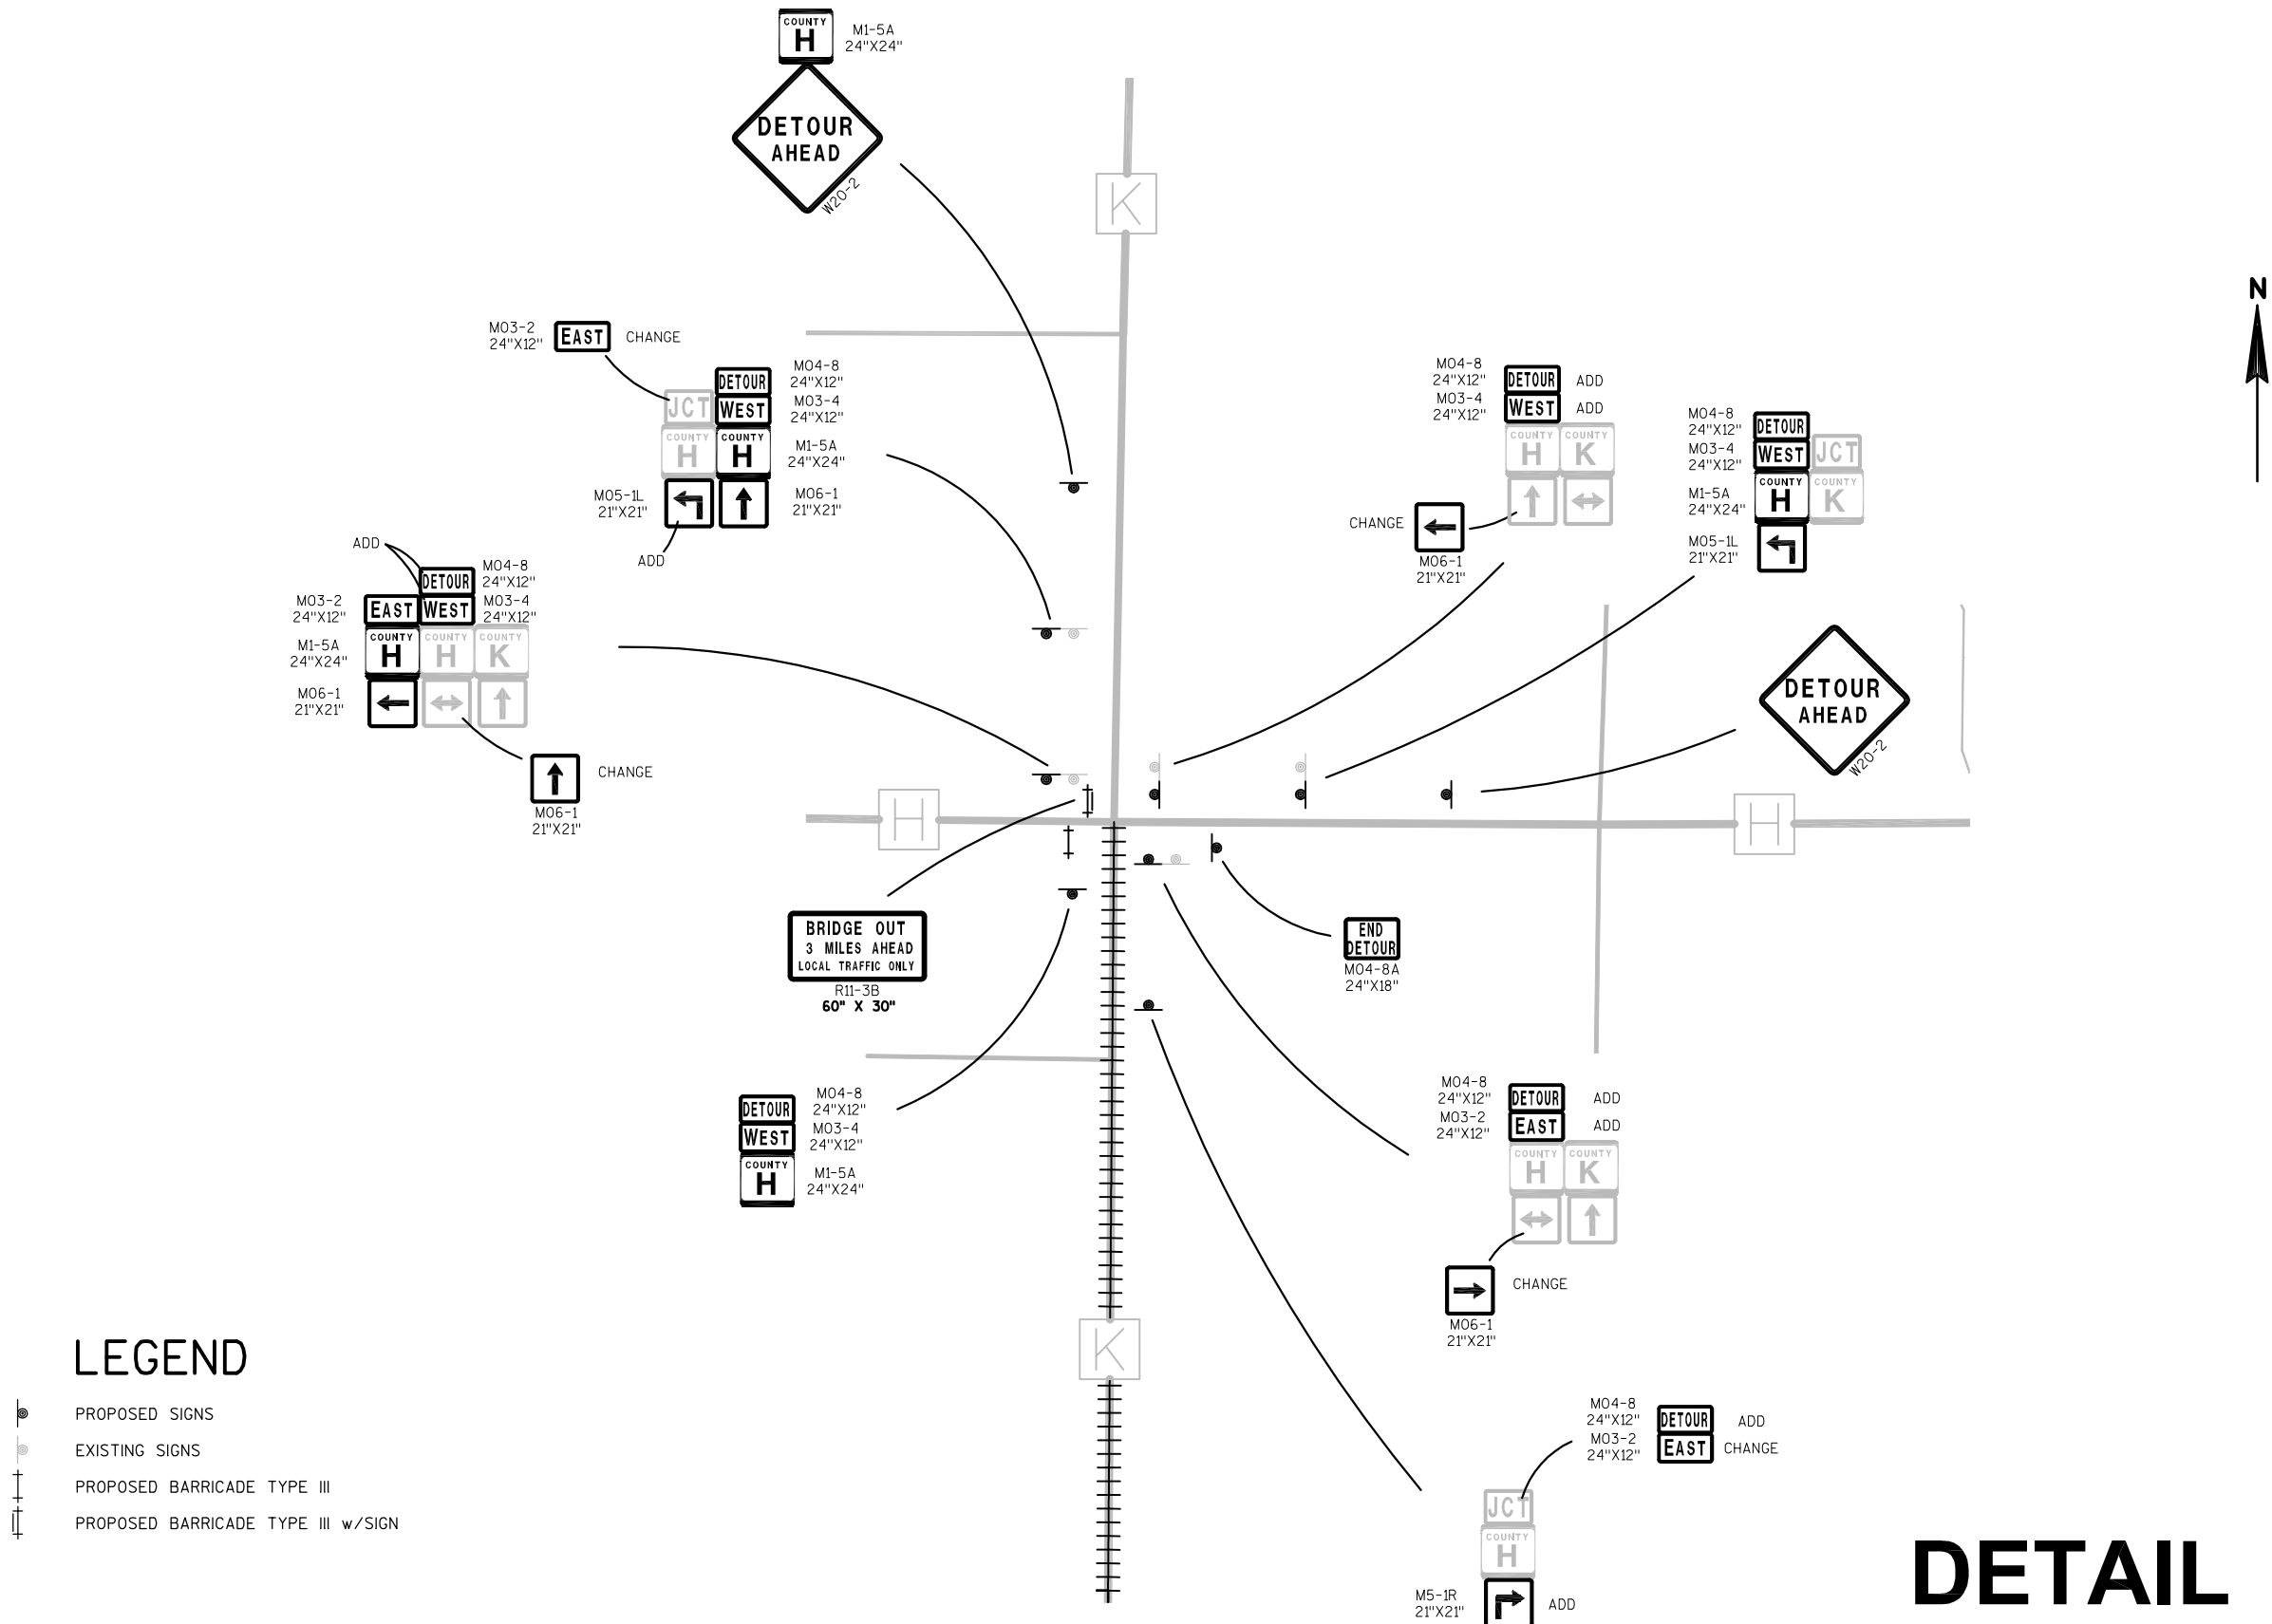 COUNTY
H
M1-5A
24"X24"
DETOUR
AHEAD
W20-2
K
N
M03-2
24"X12"
EAST
CHANGE
DETOUR
M04-8
24"X12"
JCT
WEST
M03-4
24"X12"
COUNTY
H
COUNTY
H
M1-5A
24"X24"
M05-1L
21"X21"
M06-1
21"X21"
ADD
ADD
DETOUR
M04-8
24"X12"
M03-2
24"X12"
EAST
WEST
M03-4
24"X12"
M1-5A
24"X24"
COUNTY
H
COUNTY
H
COUNTY
K
M06-1
21"X21"
CHANGE
M06-1
21"X21"
M04-8
24"X12"
DETOUR
ADD
M03-4
24"X12"
WEST
ADD
COUNTY
H
COUNTY
K
CHANGE
M06-1
21"X21"
M04-8
24"X12"
DETOUR
M03-4
24"X12"
WEST
JCT
M1-5A
24"X24"
COUNTY
H
COUNTY
K
M05-1L
21"X21"
DETOUR
AHEAD
W20-2
H
H
BRIDGE OUT
3 MILES AHEAD
LOCAL TRAFFIC ONLY
R11-3B
60" X 30"
END
DETOUR
M04-8A
24"X18"
DETOUR
M04-8
24"X12"
WEST
M03-4
24"X12"
COUNTY
H
M1-5A
24"X24"
M04-8
24"X12"
DETOUR
ADD
M03-2
24"X12"
EAST
ADD
COUNTY
H
COUNTY
K
CHANGE
M06-1
21"X21"
K
M04-8
24"X12"
DETOUR
ADD
M03-2
24"X12"
EAST
CHANGE
JCT
COUNTY
H
M5-1R
21"X21"
ADD
LEGEND
PROPOSED SIGNS
EXISTING SIGNS
PROPOSED BARRICADE TYPE III
PROPOSED BARRICADE TYPE III w/SIGN
DETAIL